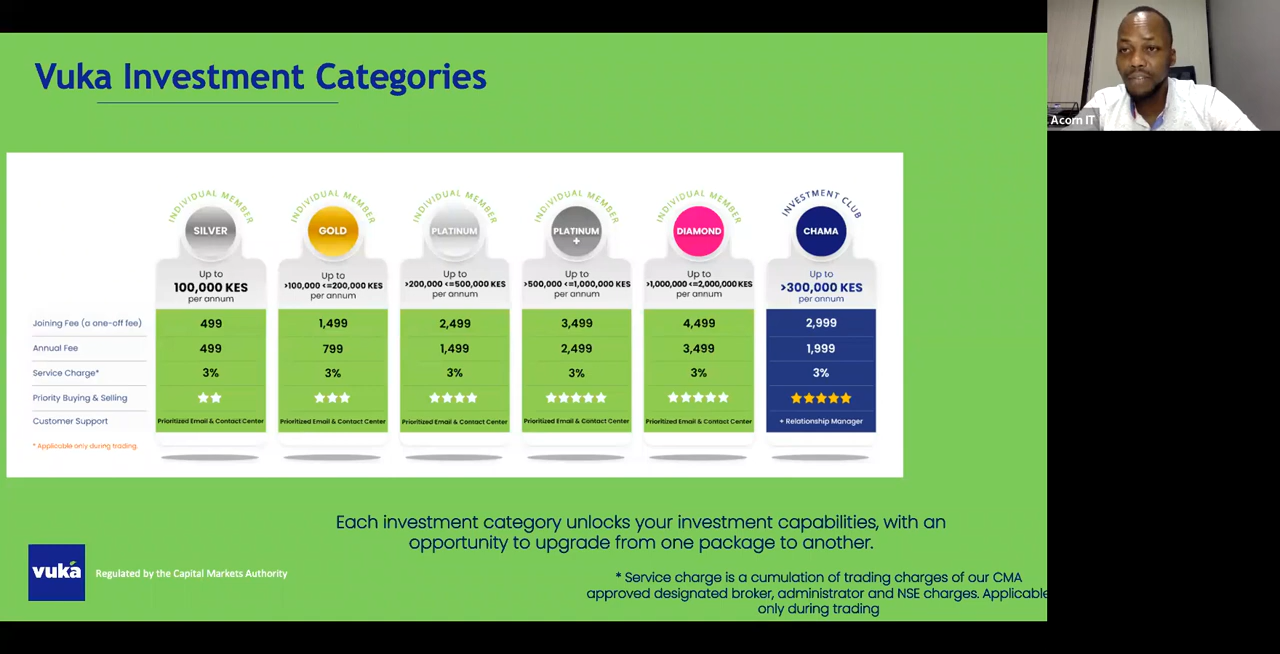 Vuka Investment Categories
Acorn IT
INDIVIDUAL MEMBER INDIVIDUAL MEMBER INDIVIDUAL MEMBER INDIVIDUAL MEMBER INDIVIDUAL MEMBER INVESTMENT CLUB
SILVER GOLD PLATINUM PLATINUM + DIAMOND CHAMA
Up to Up to Up to Up to Up to Up to
100,000 KES >100,000 <=200,000 KES >200,000 <=500,000 KES >500,000 <=1,000,000 KES >1,000,000 <=2,000,000 KES >300,000 KES
per annum per annum per annum per annum per annum per annum
Joining Fee (a one-off fee) 499 1,499 2,499 3,499 4,499 2,999
Annual Fee 499 799 1,499 2,499 3,499 1,999
Service Charge* 3% 3% 3% 3% 3% 3%
Priority Buying & Selling
Customer Support Prioritized Email & Contact Center Prioritized Email & Contact Center Prioritized Email & Contact Center Prioritized Email & Contact Center Prioritized Email & Contact Center + Relationship Manager
* Applicable only during trading.
Each investment category unlocks your investment capabilities, with an
opportunity to upgrade from one package to another.
vuka Regulated by the Capital Markets Authority
* Service charge is a cumulation of trading charges of our CMA
approved designated broker, administrator and NSE charges. Applicable
only during trading